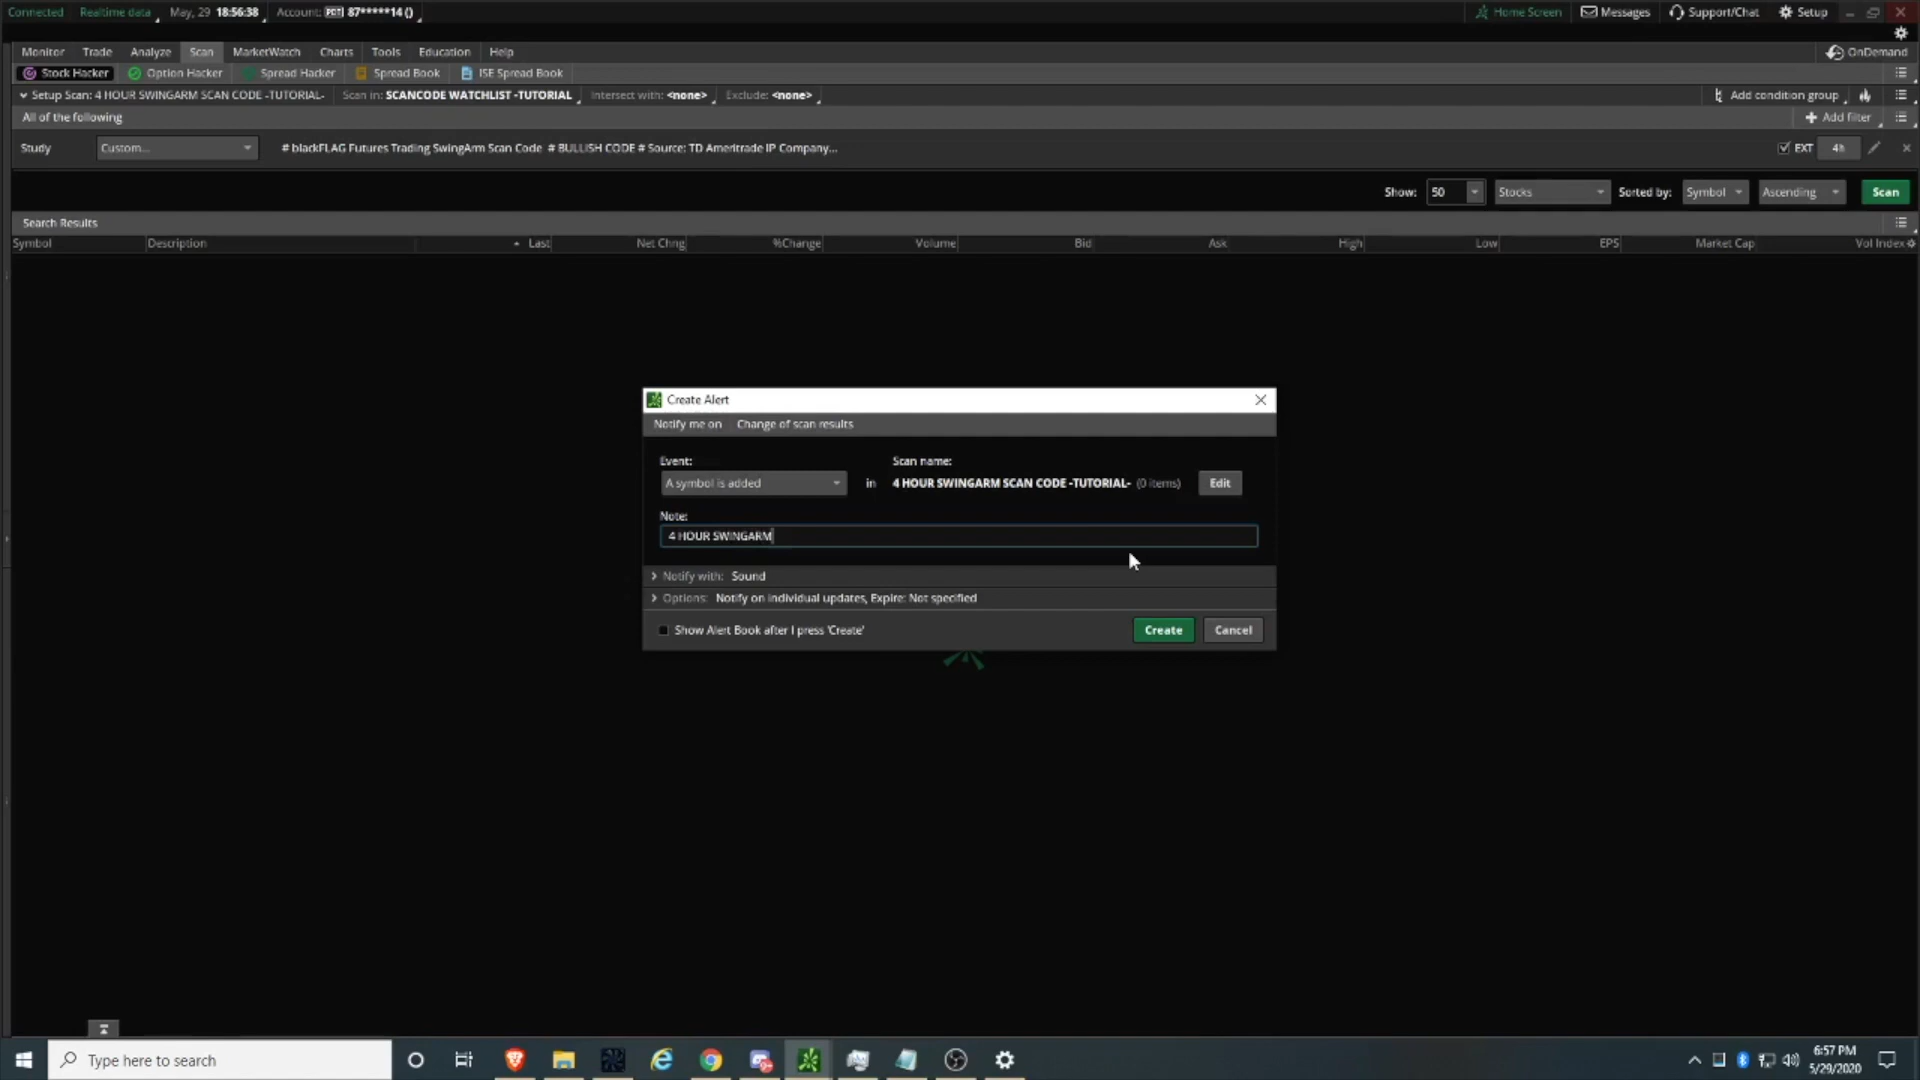 Connected Realtime data May, 29 18:56:38 Account: 87*****14 () Home Screen Messages Support/Chat Setup
Monitor Trade Analyze Scan MarketWatch Charts Tools Education Help OnDemand
Stock Hacker Option Hacker Spread Hacker Spread Book ISE Spread Book
Setup Scan: 4 HOUR SWINGARM SCAN CODE -TUTORIAL- Scan in: SCANCODE WATCHLIST -TUTORIAL Intersect with: <none> Exclude: <none> Add condition group
All of the following + Add filter
Study Custom... # blackFLAG Futures Trading SwingArm Scan Code # BULLISH CODE # Source: TD Ameritrade IP Company... EXT 4h
Show: 50 Stocks Sorted by: Symbol Ascending Scan
Search Results
Symbol Description Last Net Chng %Change Volume Bid Ask High Low EPS Market Cap Vol Index
Create Alert
Notify me on Change of scan results
Event: Scan name:
A symbol is added in 4 HOUR SWINGARM SCAN CODE -TUTORIAL- (0 items) Edit
Note:
4 HOUR SWINGARM
Notify with: Sound
Options: Notify on individual updates, Expire: Not specified
Show Alert Book after I press 'Create' Create Cancel
Type here to search 6:57 PM
5/29/2020